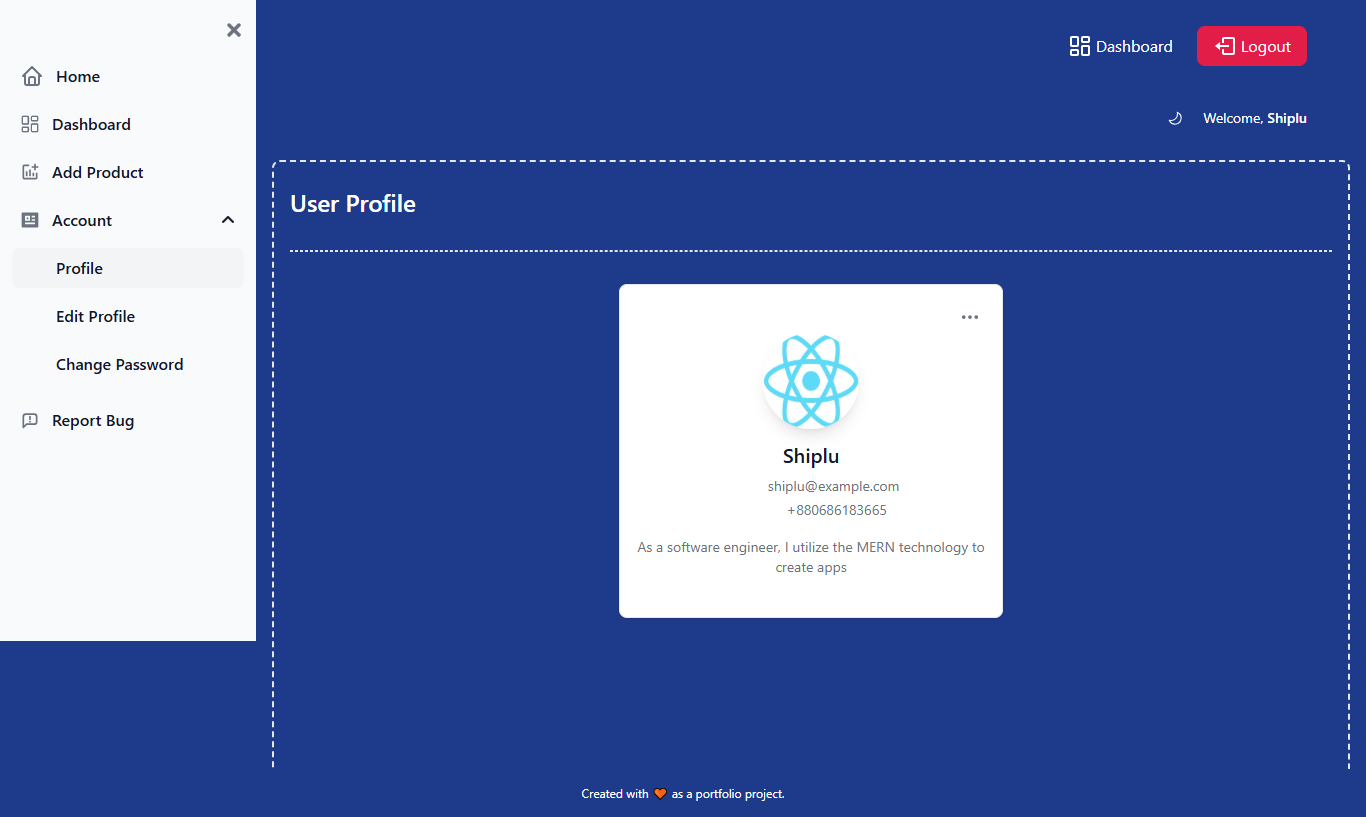 Home
Dashboard
Add Product
Account
Profile
Edit Profile
Change Password
Report Bug
Dashboard
Logout
Welcome, Shiplu
User Profile
Shiplu
shiplu@example.com
+880686183665
As a software engineer, I utilize the MERN technology to
create apps
Created with 🧡 as a portfolio project.